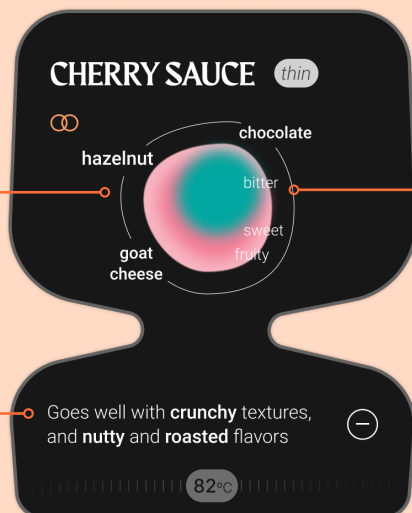 CHERRY SAUCE thin
chocolate
hazelnut
bitter
sweet
fruity
goat
cheese
Goes well with crunchy textures,
and nutty and roasted flavors
82°C